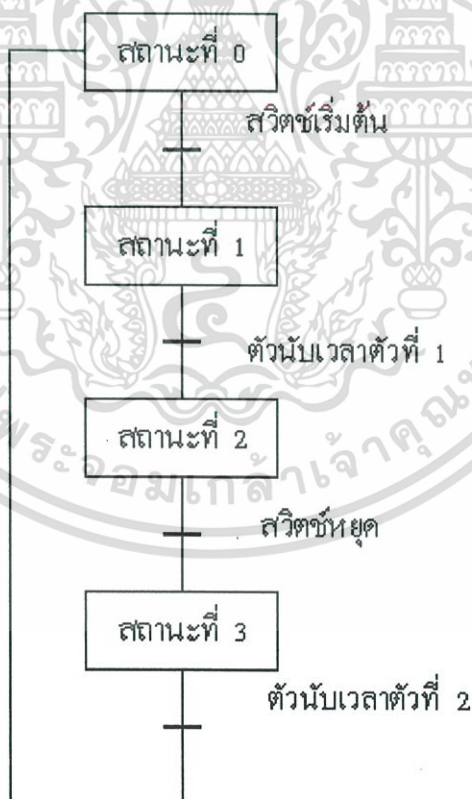 สถานะที่ 0
สวิตช์เริ่มต้น
สถานะที่ 1
ตัวนับเวลาตัวที่ 1
สถานะที่ 2
สวิตช์หยุด
สถานะที่ 3
ตัวนับเวลาตัวที่ 2